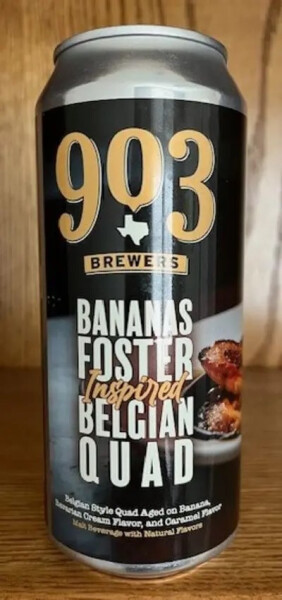 903
BREWERS
BANANAS
FOSTER
Inspired
BELGIAN
QUAD
Belgian Style Quad Aged on Banana,
Bavarian Cream Flavor, and Caramel Flavor
Malt Beverage with Natural Flavors